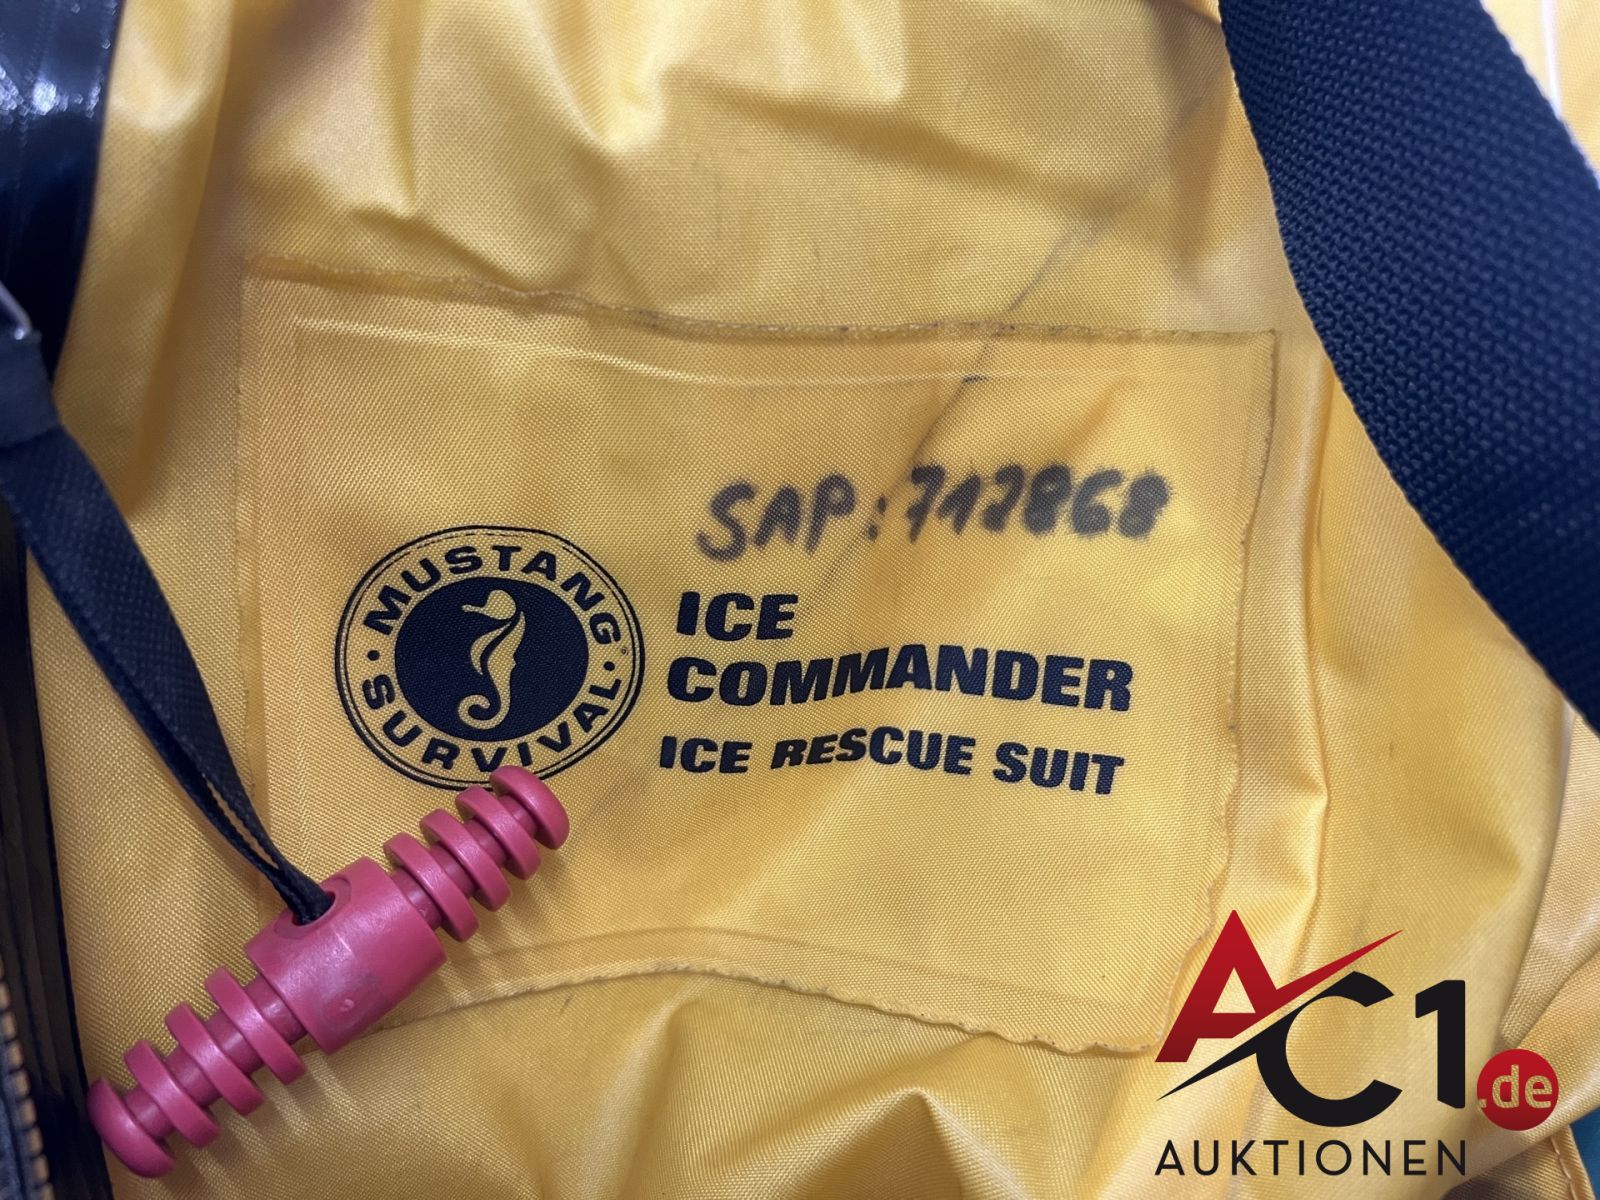 SAP: 717868
MUSTANG
SURVIVAL
ICE
COMMANDER
ICE RESCUE SUIT
AC1.de
AUKTIONEN